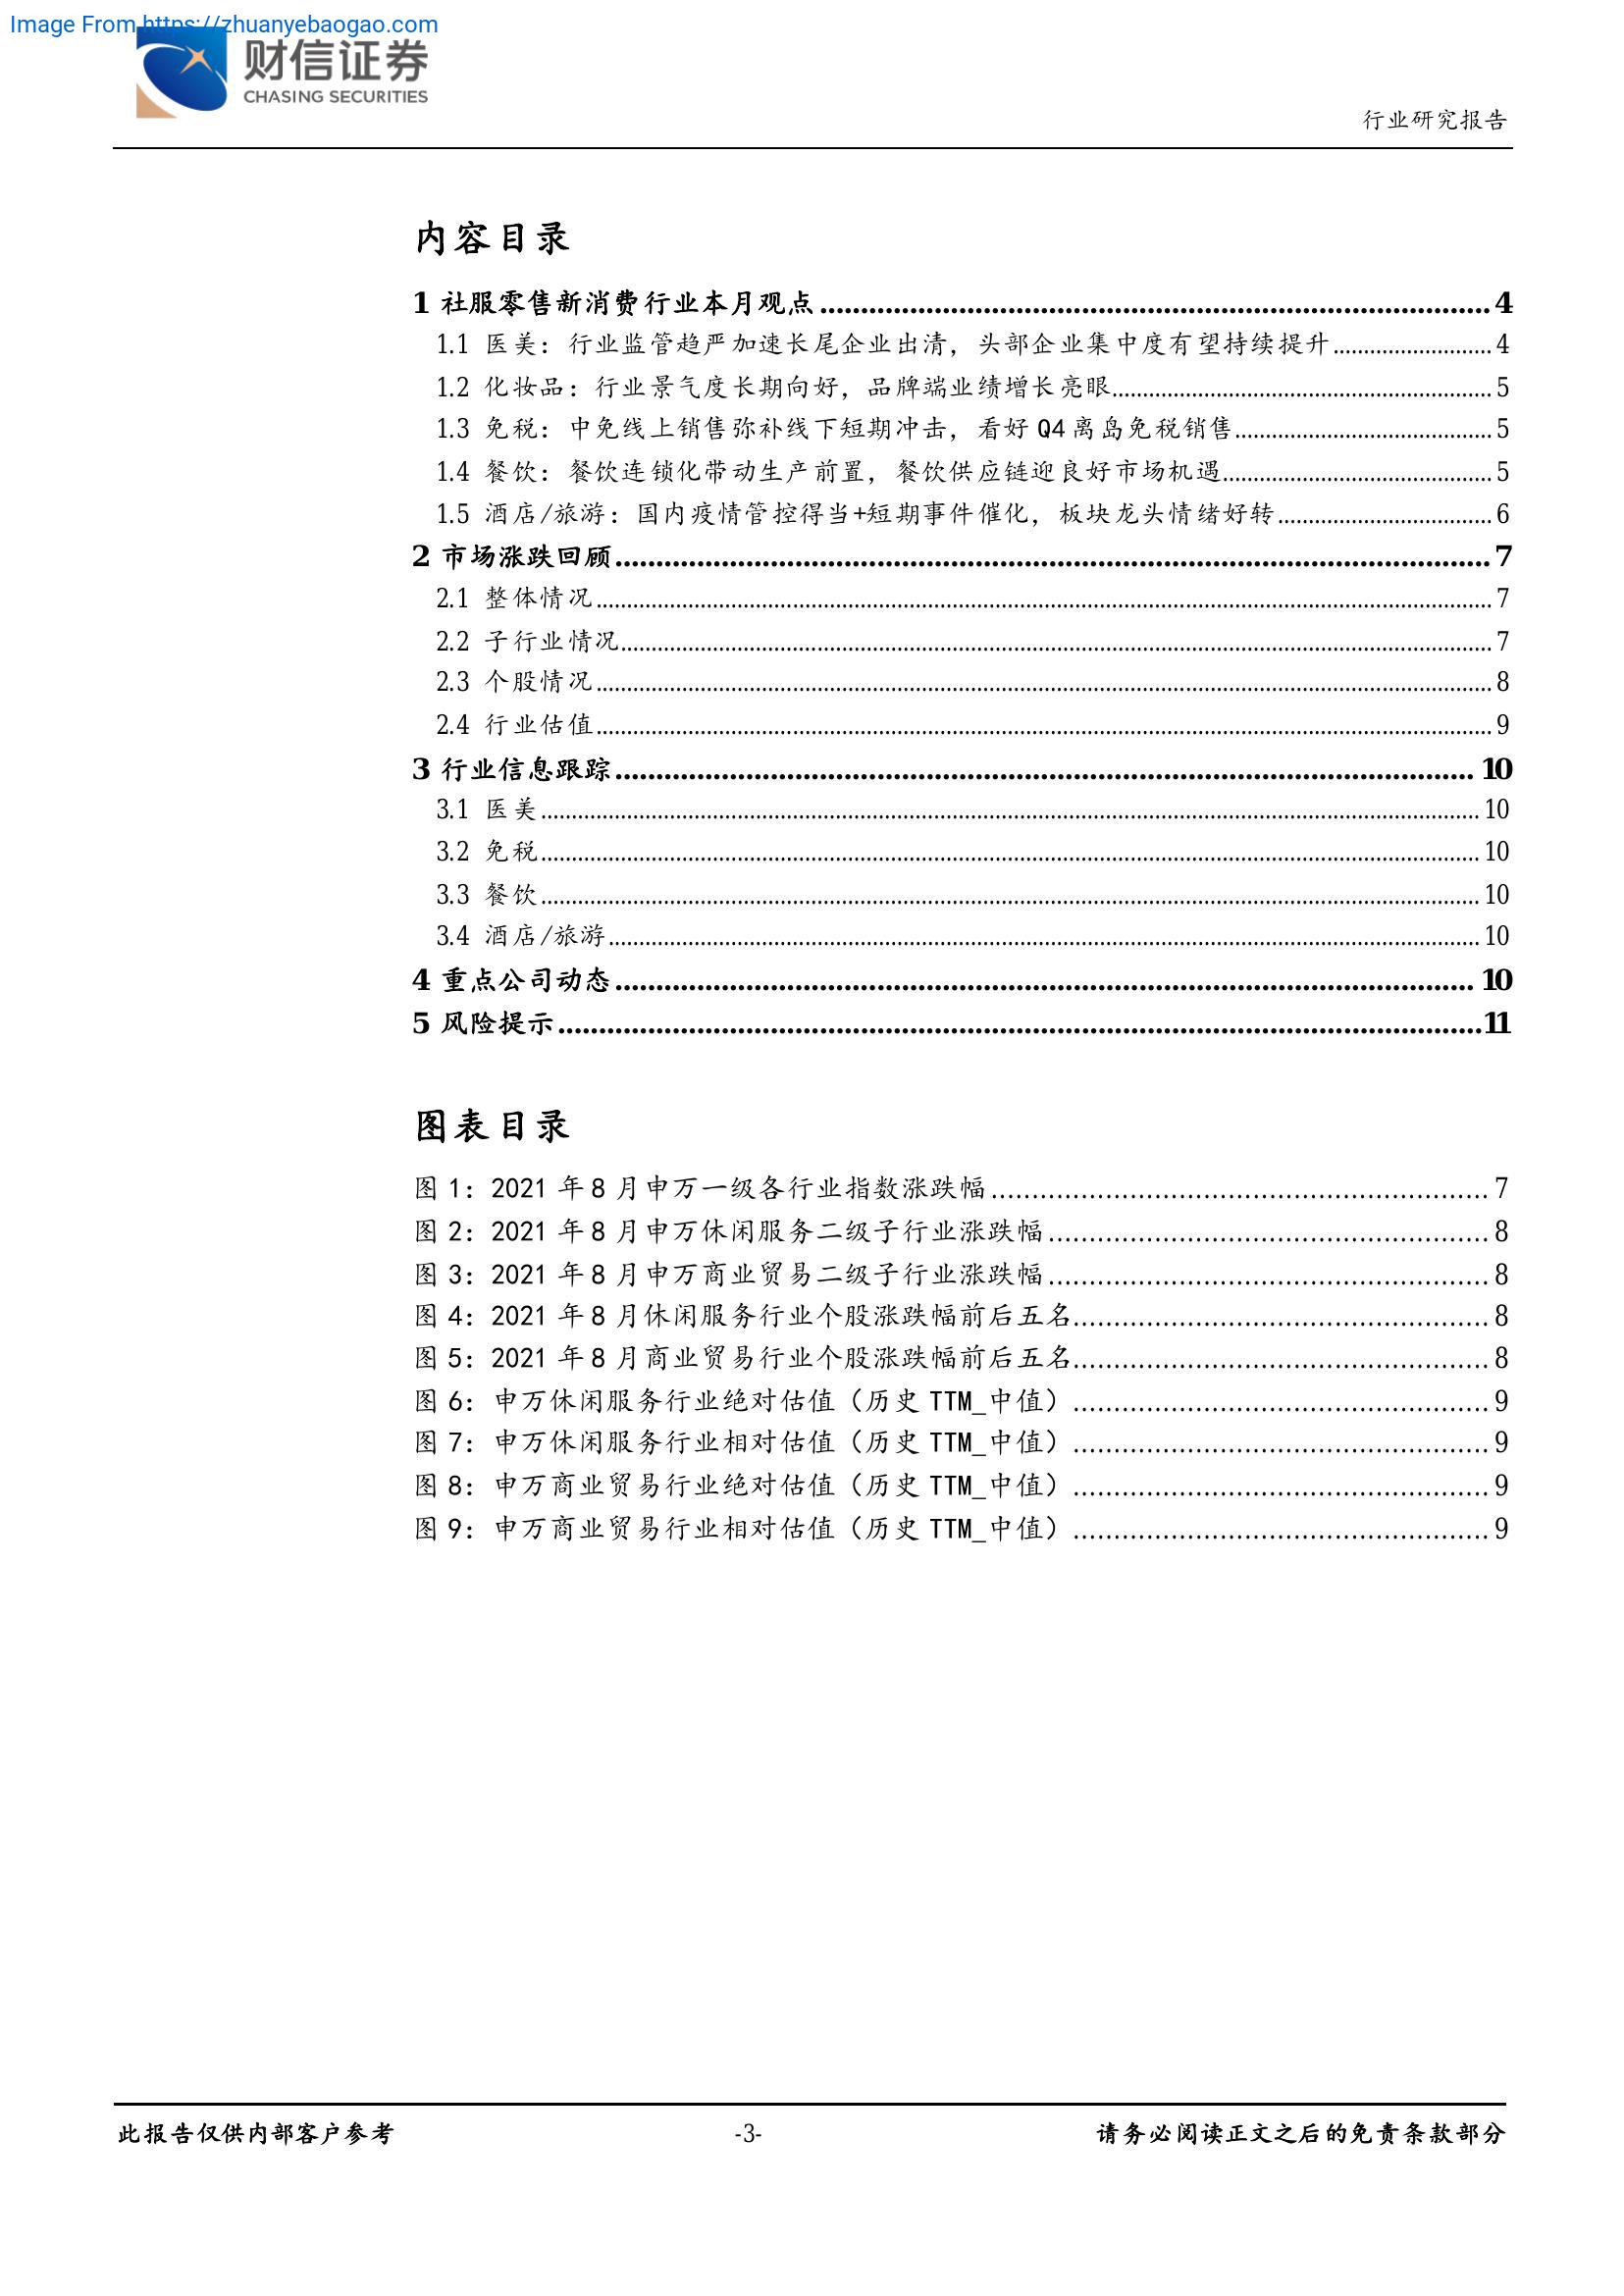 Image From https://zhuanyebaogao.com
财信证券
CHASING SECURITIES
行业研究报告
内容目录
1 社服零售新消费行业本月观点........................................4
1.1 医美：行业监管趋严加速长尾企业出清，头部企业集中度有望持续提升..........4
1.2 化妆品：行业景气度长期向好，品牌端业绩增长亮眼....................5
1.3 免税：中免线上销售弥补线下短期冲击，看好 Q4 离岛免税销售...............5
1.4 餐饮：餐饮连锁化带动生产前置，餐饮供应链迎良好市场机遇...............5
1.5 酒店/旅游：国内疫情管控得当+短期事件催化，板块龙头情绪好转............6
2 市场涨跌回顾........................................7
2.1 整体情况........................................7
2.2 子行业情况........................................7
2.3 个股情况........................................8
2.4 行业估值........................................9
3 行业信息跟踪........................................10
3.1 医美........................................10
3.2 免税........................................10
3.3 餐饮........................................10
3.4 酒店/旅游........................................10
4 重点公司动态........................................10
5 风险提示........................................11
图表目录
图 1：2021 年 8 月申万一级各行业指数涨跌幅..............................7
图 2：2021 年 8 月申万休闲服务二级子行业涨跌幅..............................8
图 3：2021 年 8 月申万商业贸易二级子行业涨跌幅..............................8
图 4：2021 年 8 月休闲服务行业个股涨跌幅前后五名..............................8
图 5：2021 年 8 月商业贸易行业个股涨跌幅前后五名..............................8
图 6：申万休闲服务行业绝对估值（历史 TTM_中值）..............................9
图 7：申万休闲服务行业相对估值（历史 TTM_中值）..............................9
图 8：申万商业贸易行业绝对估值（历史 TTM_中值）..............................9
图 9：申万商业贸易行业相对估值（历史 TTM_中值）..............................9
此报告仅供内部客户参考
-3-
请务必阅读正文之后的免责条款部分